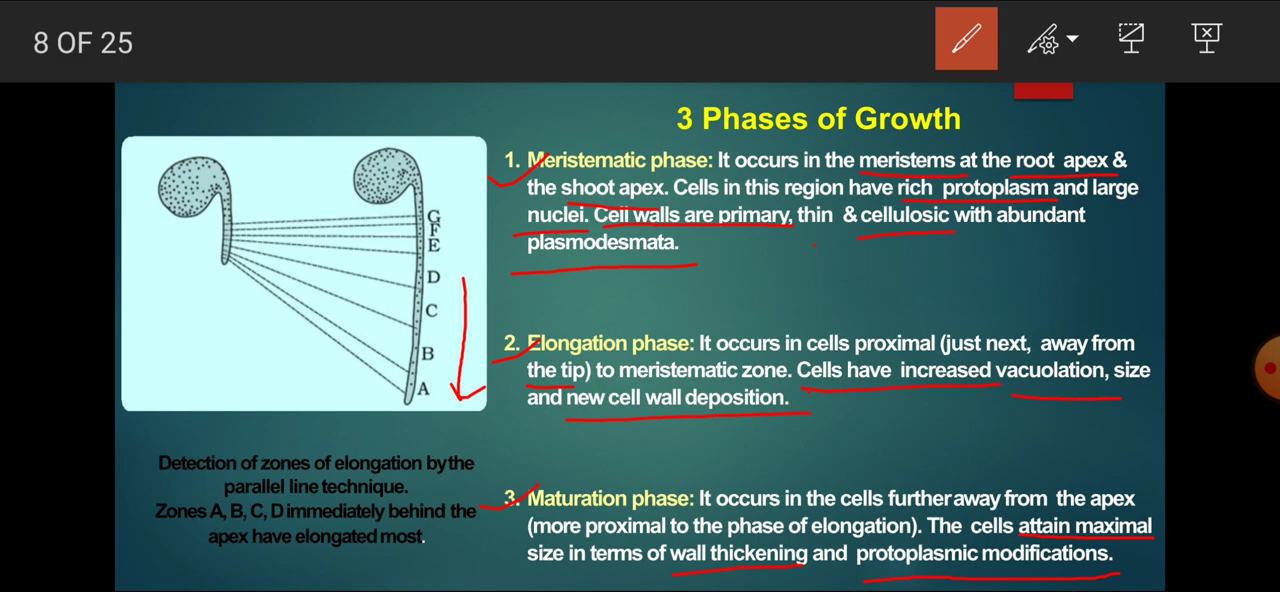 8 OF 25
3 Phases of Growth
1. Meristematic phase: It occurs in the meristems at the root apex &
the shoot apex. Cells in this region have rich protoplasm and large
nuclei. Cell walls are primary, thin & cellulosic with abundant
plasmodesmata.
G
F
E
D
C
B
A
2. Elongation phase: It occurs in cells proximal (just next, away from
the tip) to meristematic zone. Cells have increased vacuolation, size
and new cell wall deposition.
Detection of zones of elongation by the
parallel line technique.
Zones A, B, C, D immediately behind the
apex have elongated most.
3. Maturation phase: It occurs in the cells further away from the apex
(more proximal to the phase of elongation). The cells attain maximal
size in terms of wall thickening and protoplasmic modifications.